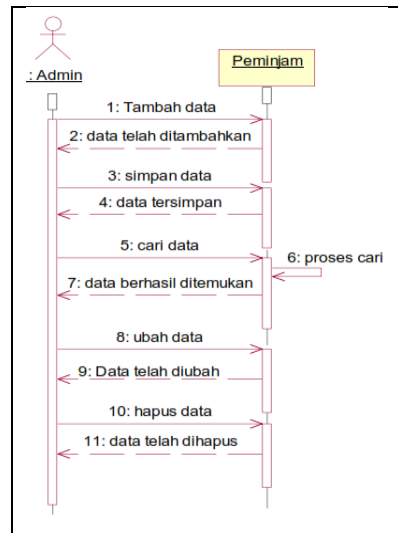 : Admin
Peminjam
1: Tambah data
2: data telah ditambahkan
3: simpan data
4: data tersimpan
5: cari data
6: proses cari
7: data berhasil ditemukan
8: ubah data
9: Data telah diubah
10: hapus data
11: data telah dihapus